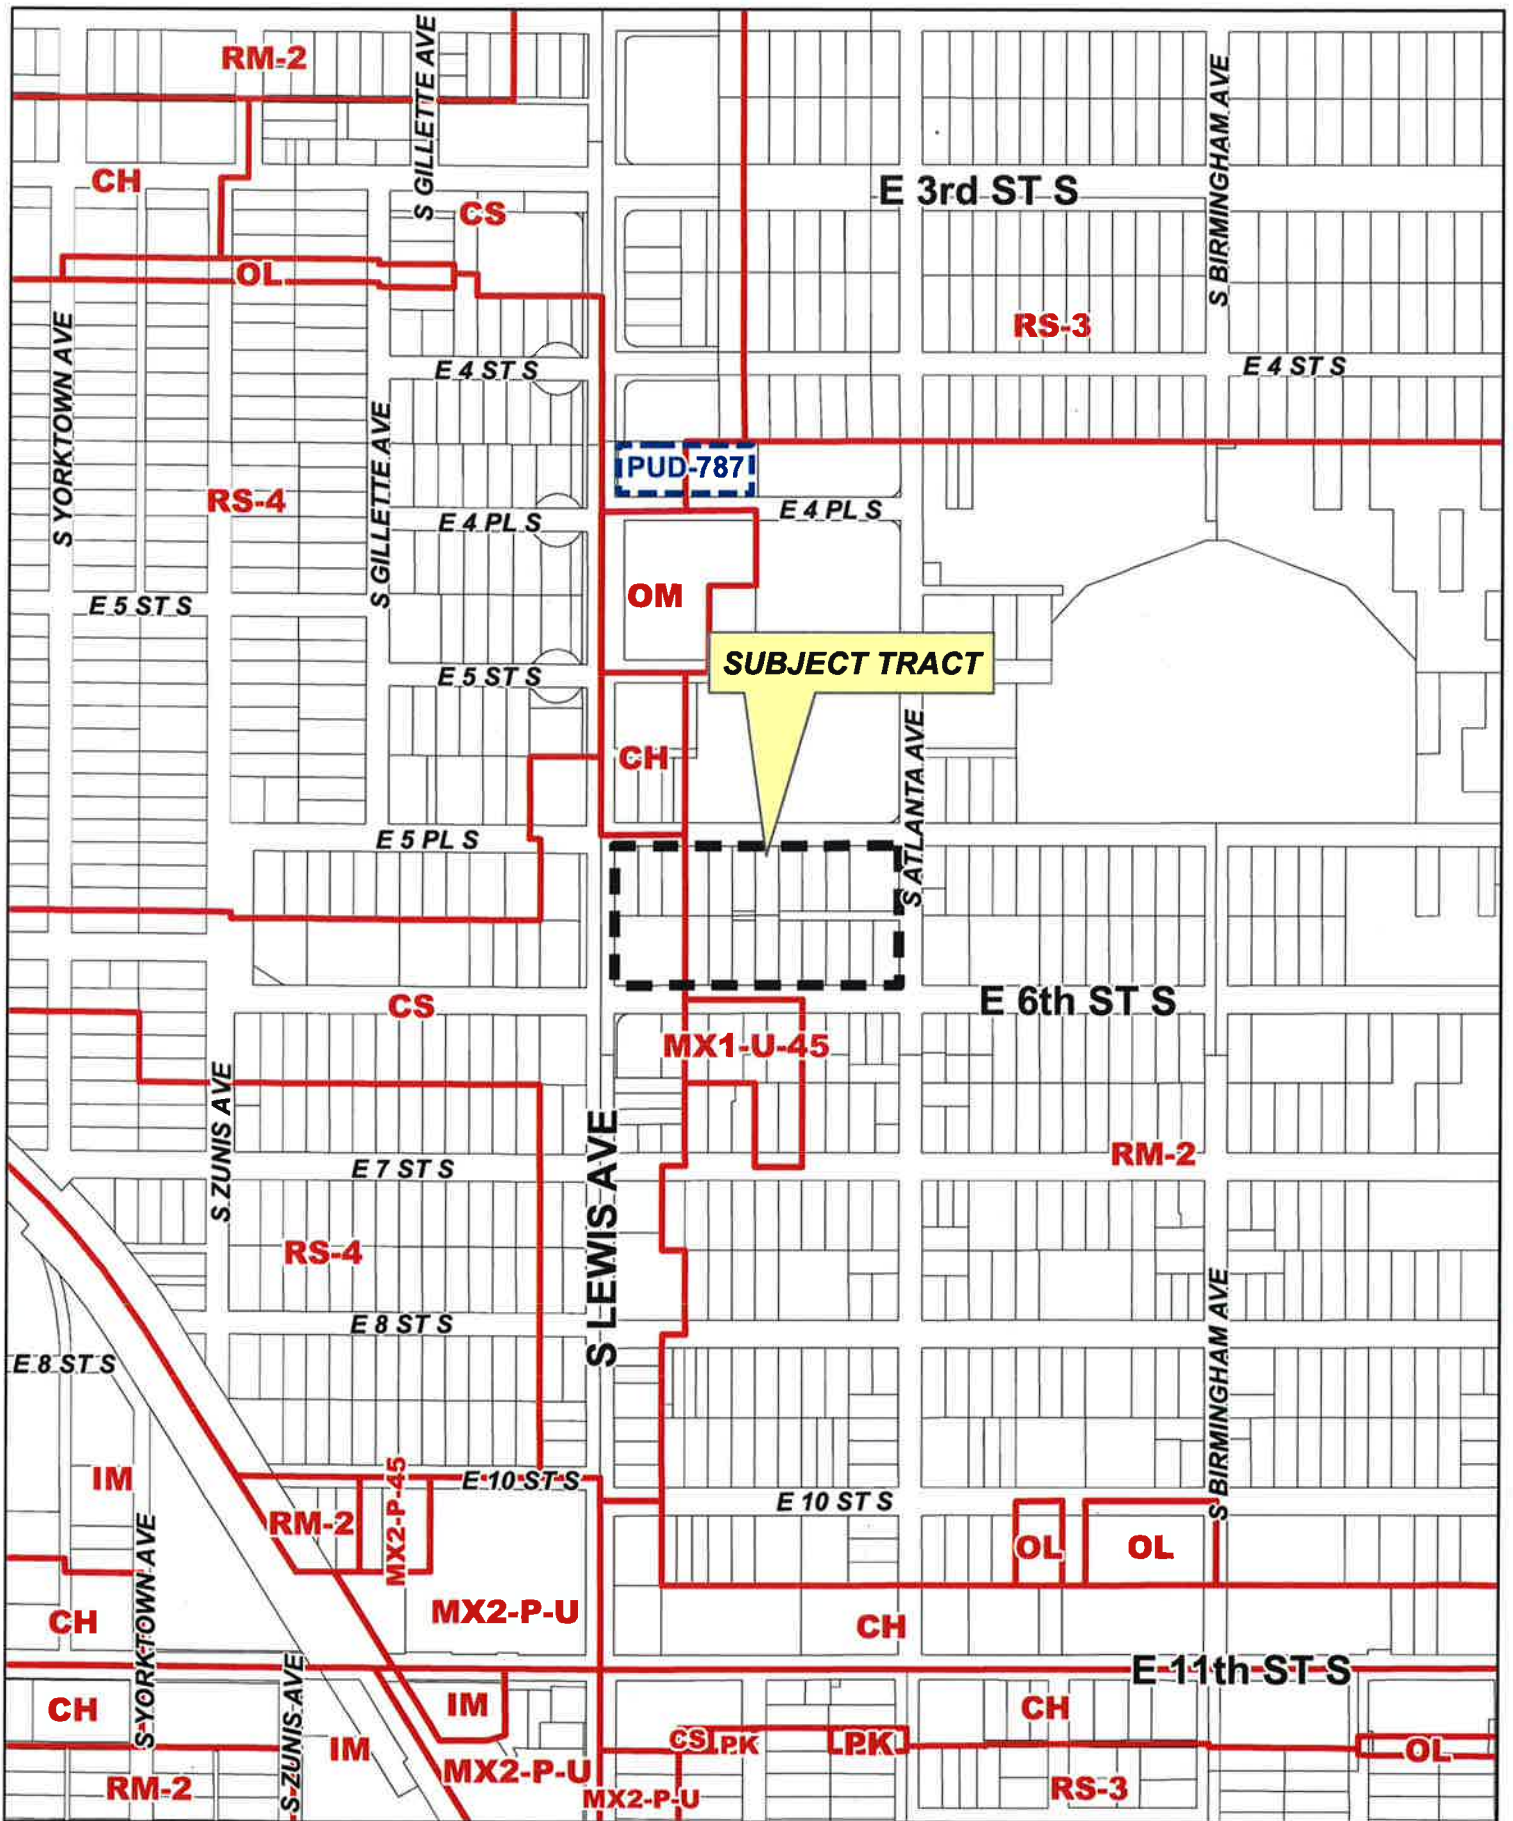 RM-2
S GILLETTE AVE
S BIRMINGHAM AVE
CH
E 3rd ST S
CS
OL
RS-3
S YORKTOWN AVE
E 4 ST S
E 4 ST S
S GILLETTE AVE
PUD-787
RS-4
E 4 PL S
E 4 PL S
OM
E 5 ST S
SUBJECT TRACT
E 5 ST S
CH
S ATLANTA AVE
E 5 PL S
E 6th ST S
CS
MX1-U-45
S ZUNIS AVE
S LEWIS AVE
RM-2
E 7 ST S
RS-4
E 8 ST S
S BIRMINGHAM AVE
E 8 ST S
IM
MX2-P-45
E 10 ST S
E 10 ST S
RM-2
OL
OL
S YORKTOWN AVE
CH
MX2-P-U
CH
E 11th ST S
CH
S ZUNIS AVE
IM
CH
CS
PK
PK
IM
OL
MX2-P-U
RM-2
MX2-P-U
RS-3